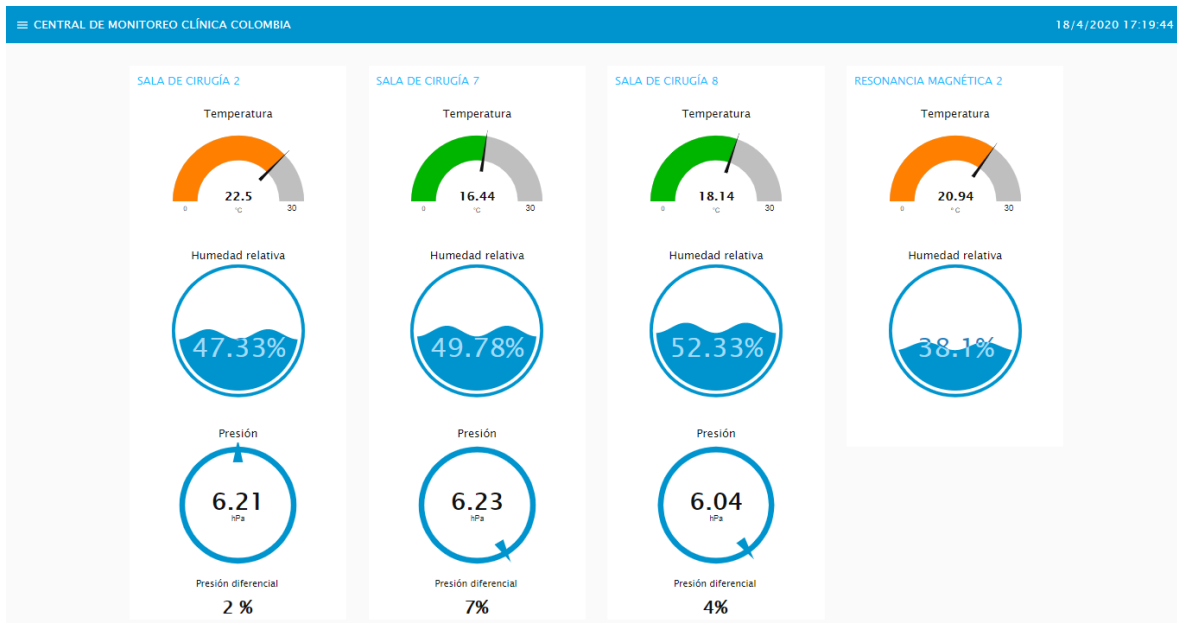 ≡ CENTRAL DE MONITOREO CLÍNICA COLOMBIA
18/4/2020 17:19:44
SALA DE CIRUGÍA 2
Temperatura
22.5
0
°C
30
Humedad relativa
47.33%
Presión
6.21
hPa
Presión diferencial
2 %
SALA DE CIRUGÍA 7
Temperatura
16.44
0
°C
30
Humedad relativa
49.78%
Presión
6.23
hPa
Presión diferencial
7%
SALA DE CIRUGÍA 8
Temperatura
18.14
0
°C
30
Humedad relativa
52.33%
Presión
6.04
hPa
Presión diferencial
4%
RESONANCIA MAGNÉTICA 2
Temperatura
20.94
0
°C
30
Humedad relativa
38.1%